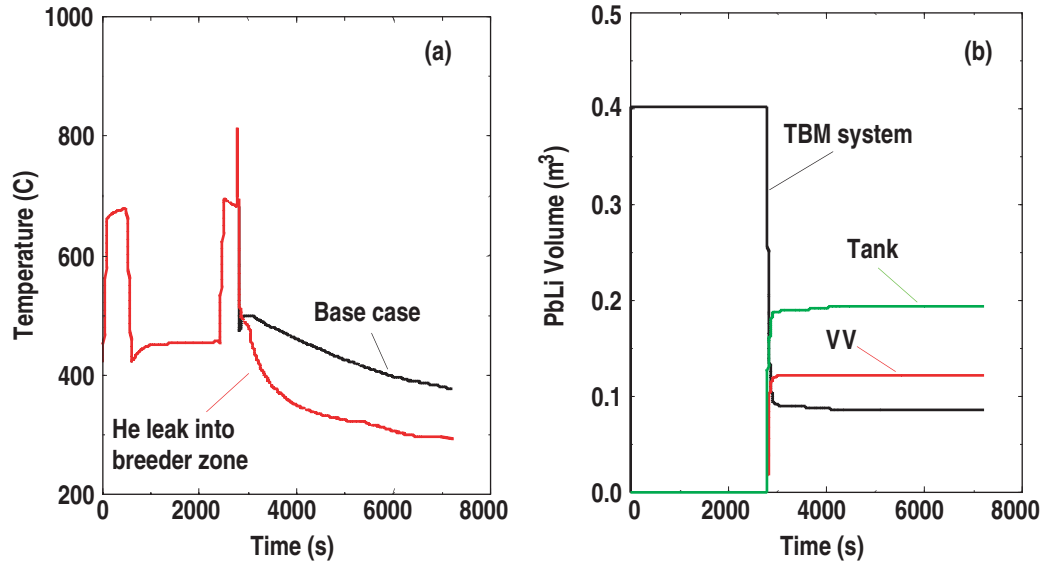 1000
800
600
400
200
Temperature (C)
(a)
Base case
He leak into
breeder zone
0
2000
4000
6000
8000
Time (s)
0.5
0.4
0.3
0.2
0.1
0.0
PbLi Volume (m³)
(b)
TBM system
Tank
VV
0
2000
4000
6000
8000
Time (s)